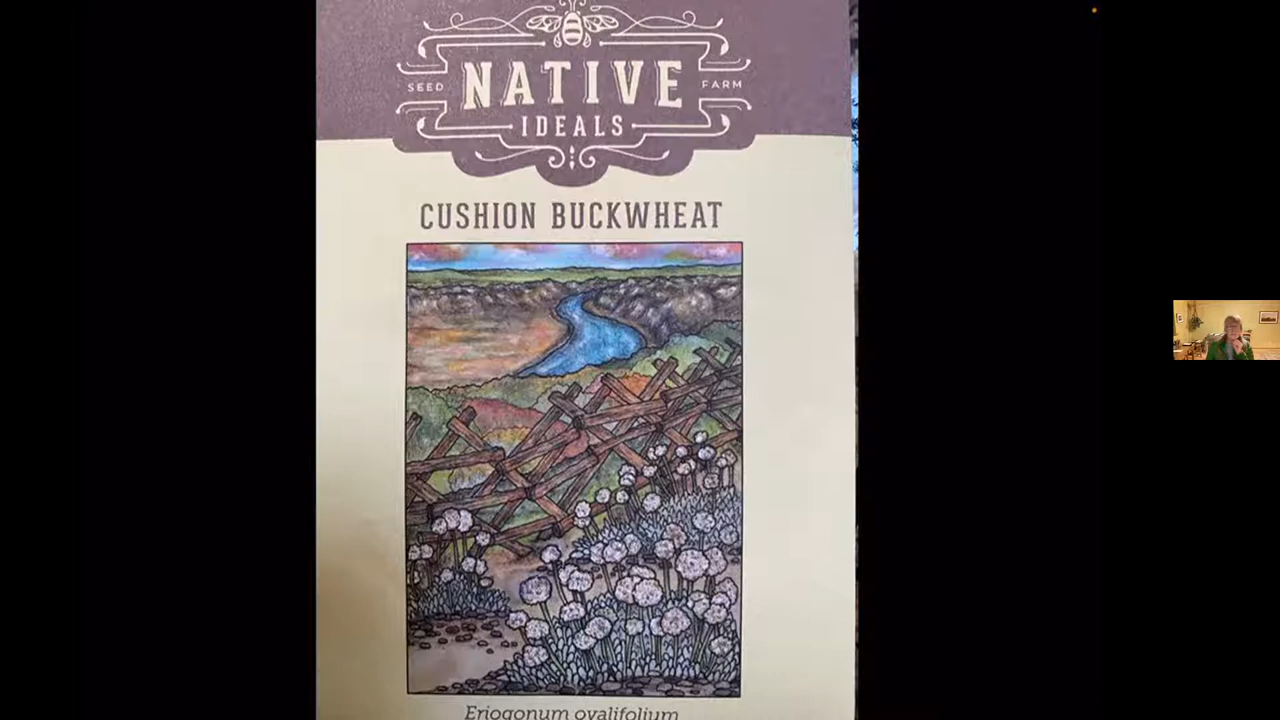 NATIVE
SEED FARM
IDEALS
CUSHION BUCKWHEAT
Eriogonum ovalifolium